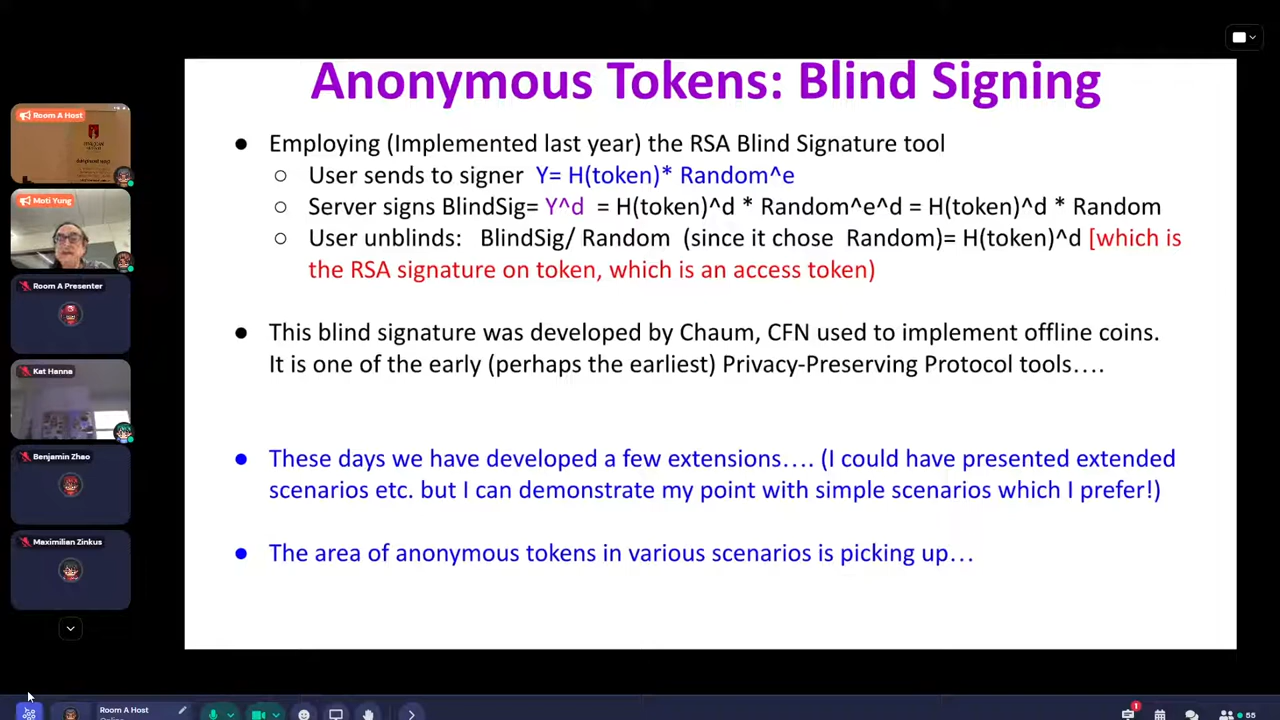 Anonymous Tokens: Blind Signing
● Employing (Implemented last year) the RSA Blind Signature tool
○ User sends to signer Y= H(token)* Random^e
○ Server signs BlindSig= Y^d = H(token)^d * Random^e^d = H(token)^d * Random
○ User unblinds: BlindSig/ Random (since it chose Random)= H(token)^d [which is
the RSA signature on token, which is an access token)
● This blind signature was developed by Chaum, CFN used to implement offline coins.
It is one of the early (perhaps the earliest) Privacy-Preserving Protocol tools….
● These days we have developed a few extensions…. (I could have presented extended
scenarios etc. but I can demonstrate my point with simple scenarios which I prefer!)
● The area of anonymous tokens in various scenarios is picking up…
Room A Host
Moti Yung
Room A Presenter
Kat Hanna
Benjamin Zhao
Maximilian Zinkus
Room A Host
Online
1
55